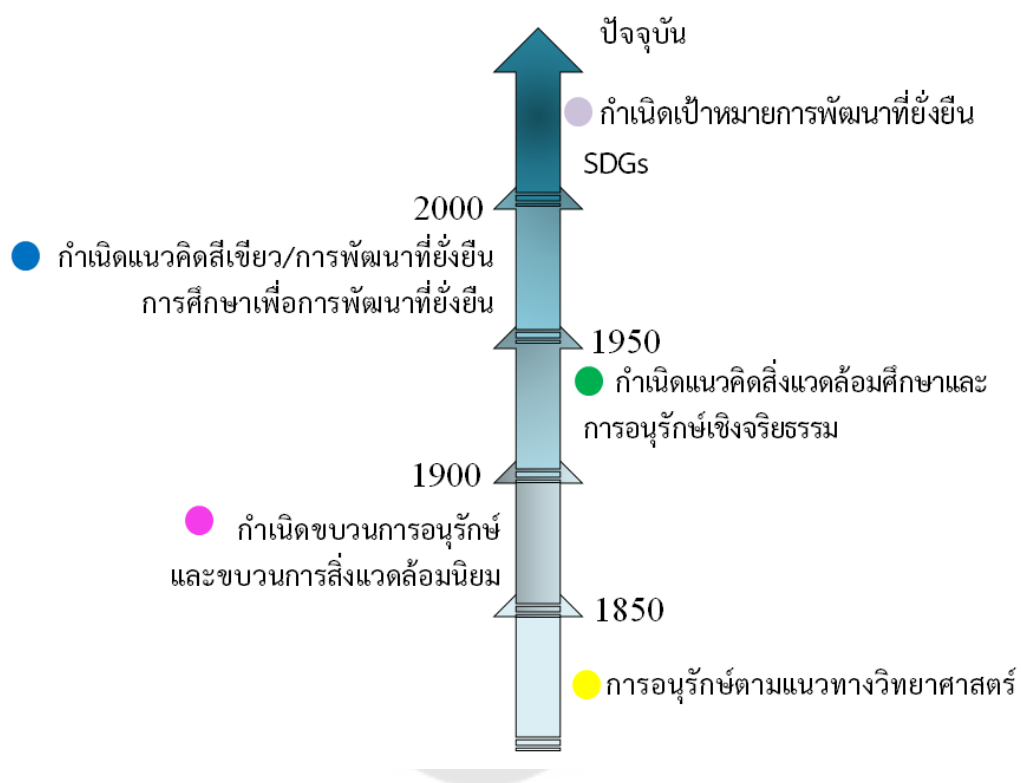 ปัจจุบัน
กำเนิดเป้าหมายการพัฒนาที่ยั่งยืน
SDGs
2000
กำเนิดแนวคิดสีเขียว/การพัฒนาที่ยั่งยืน
การศึกษาเพื่อการพัฒนาที่ยั่งยืน
1950
กำเนิดแนวคิดสิ่งแวดล้อมศึกษาและ
การอนุรักษ์เชิงจริยธรรม
1900
กำเนิดขบวนการอนุรักษ์
และขบวนการสิ่งแวดล้อมนิยม
1850
การอนุรักษ์ตามแนวทางวิทยาศาสตร์